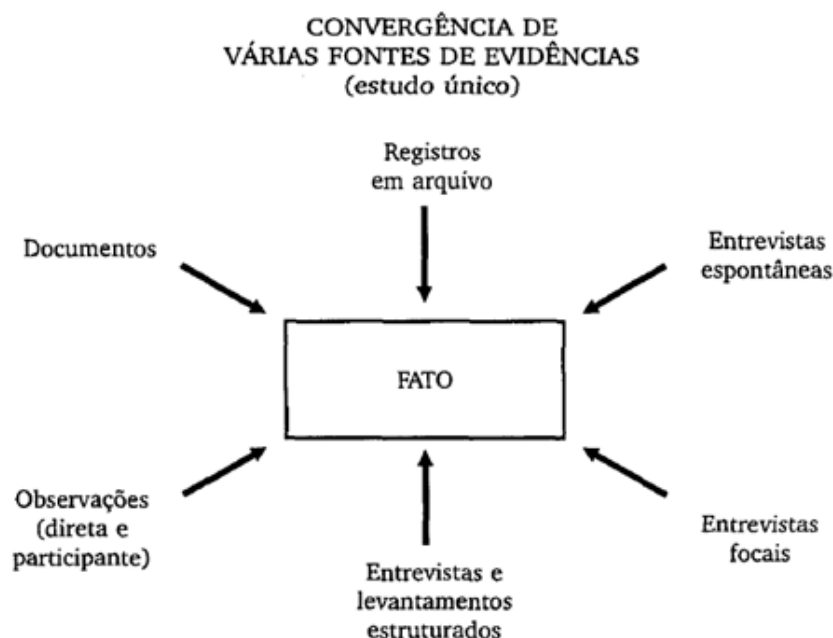 CONVERGÊNCIA DE
VÁRIAS FONTES DE EVIDÊNCIAS
(estudo único)
Registros
em arquivo
Documentos
Entrevistas
espontâneas
FATO
Observações
(direta e
participante)
Entrevistas e
levantamentos
estruturados
Entrevistas
focais